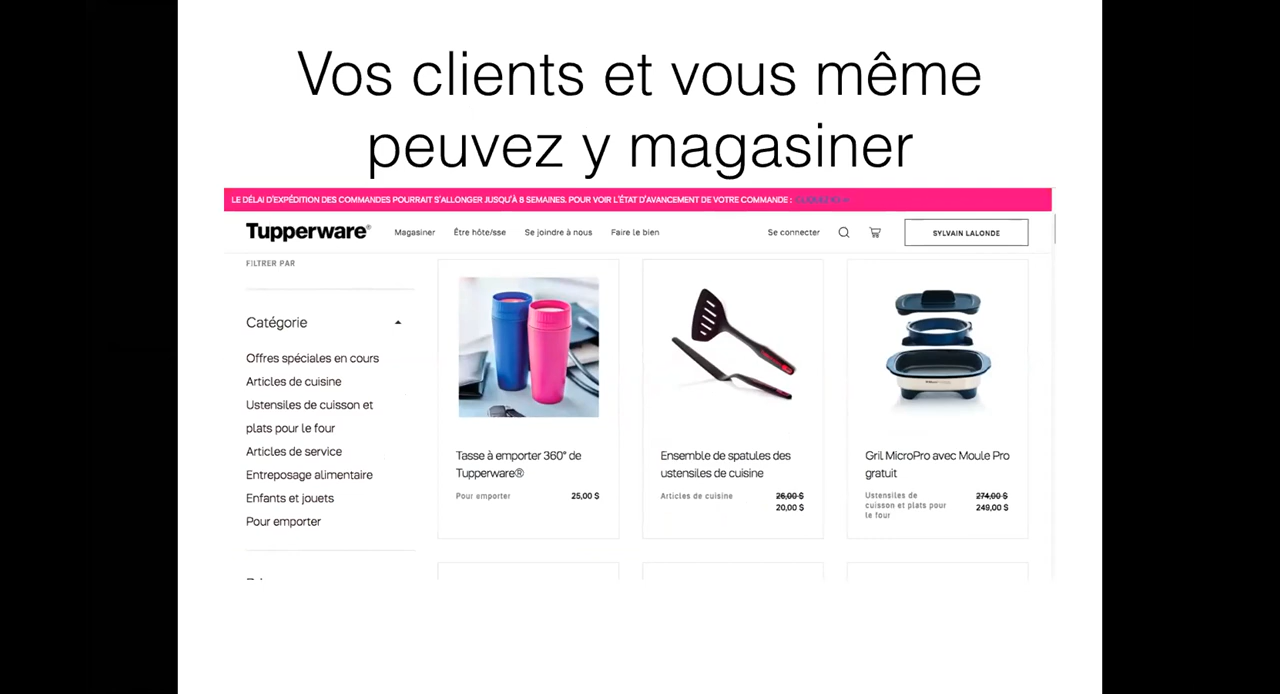 Vos clients et vous même
peuvez y magasiner
LE DÉLAI D'EXPÉDITION DES COMMANDES POURRAIT S'ALLONGER JUSQU'À 8 SEMAINES. POUR VOIR L'ÉTAT D'AVANCEMENT DE VOTRE COMMANDE :
Tupperware® Magasiner Être hôte/sse Se joindre à nous Faire le bien Se connecter SYLVAIN LALONDE
FILTRER PAR
Catégorie
Offres spéciales en cours
Articles de cuisine
Ustensiles de cuisson et
plats pour le four
Articles de service
Entreposage alimentaire
Enfants et jouets
Pour emporter
Tasse à emporter 360° de
Tupperware®
Pour emporter 25,00 $
Ensemble de spatules des
ustensiles de cuisine
Articles de cuisine 26,00 $
20,00 $
Gril MicroPro avec Moule Pro
gratuit
Ustensiles de 274,00 $
cuisson et plats pour 249,00 $
le four